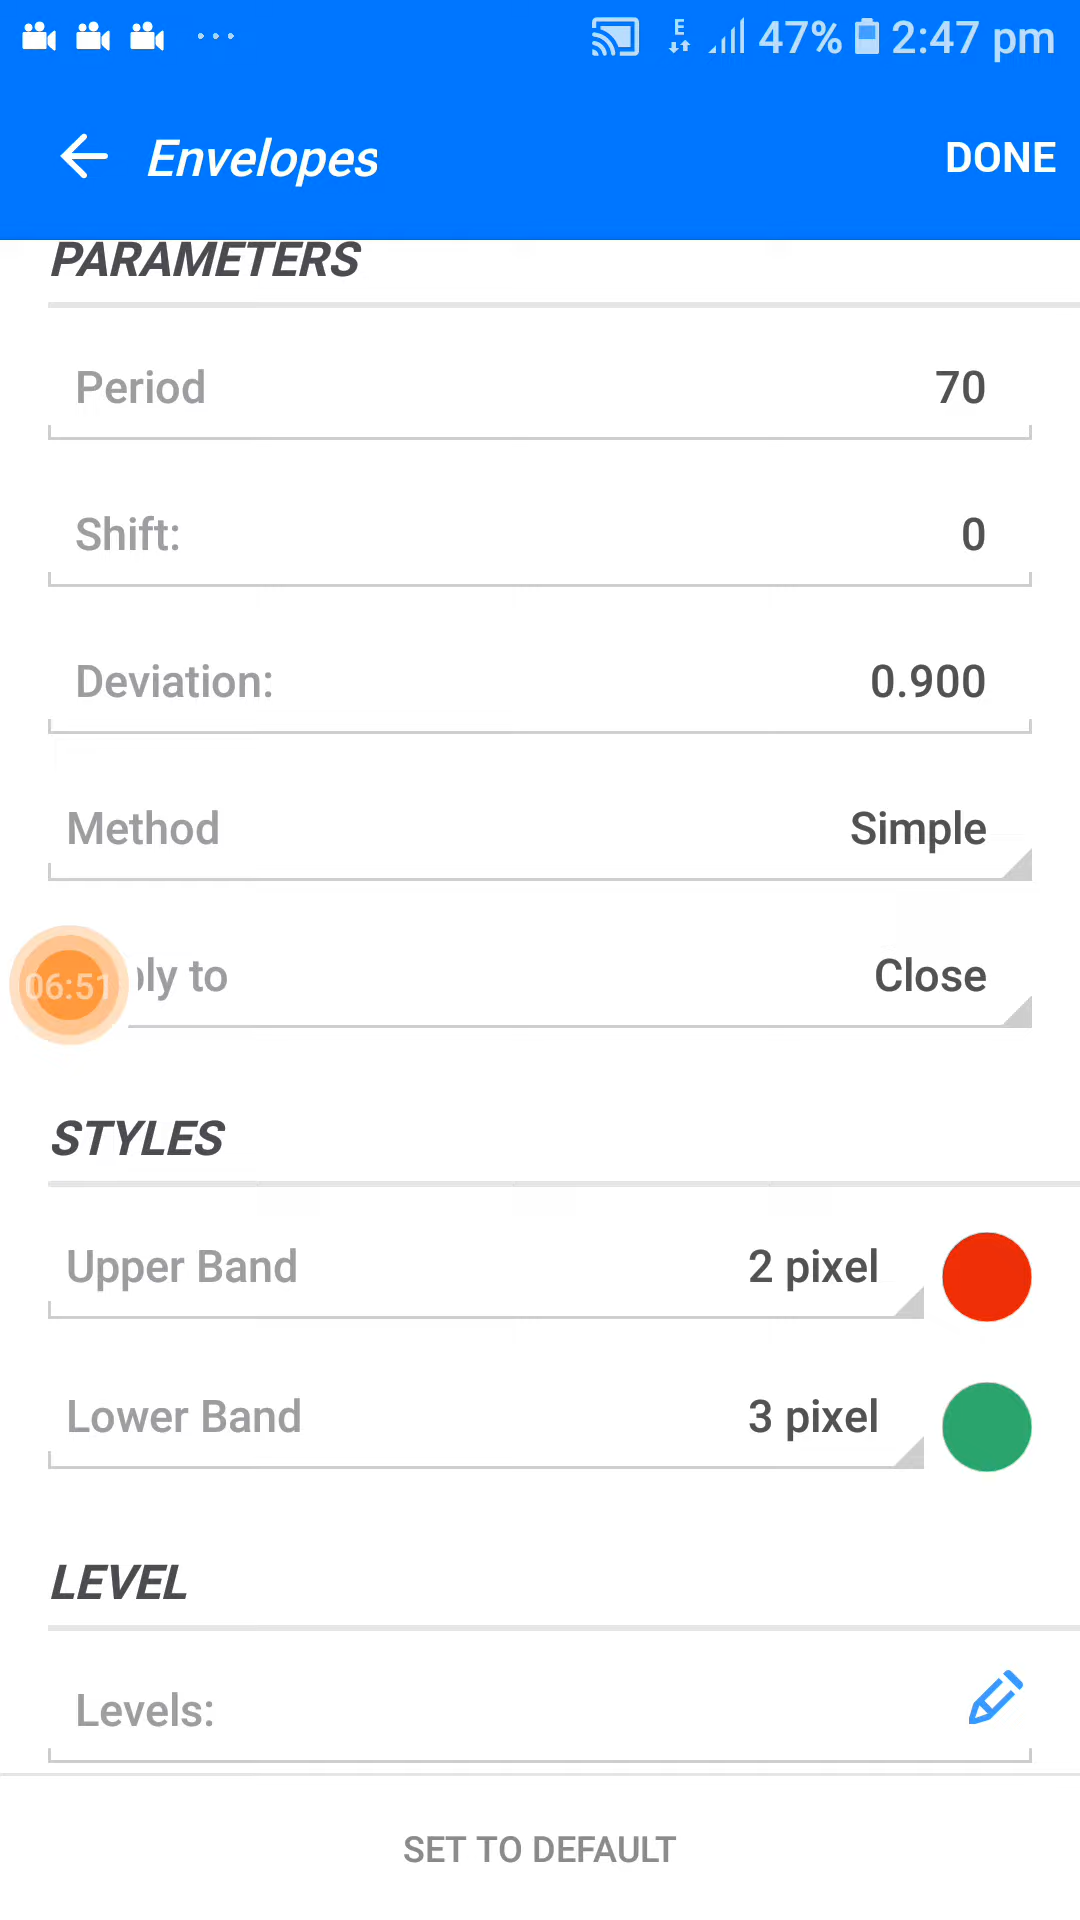 47% 2:47 pm
Envelopes DONE
PARAMETERS
Period 70
Shift: 0
Deviation: 0.900
Method Simple
06:51 ply to Close
STYLES
Upper Band 2 pixel
Lower Band 3 pixel
LEVEL
Levels:
SET TO DEFAULT